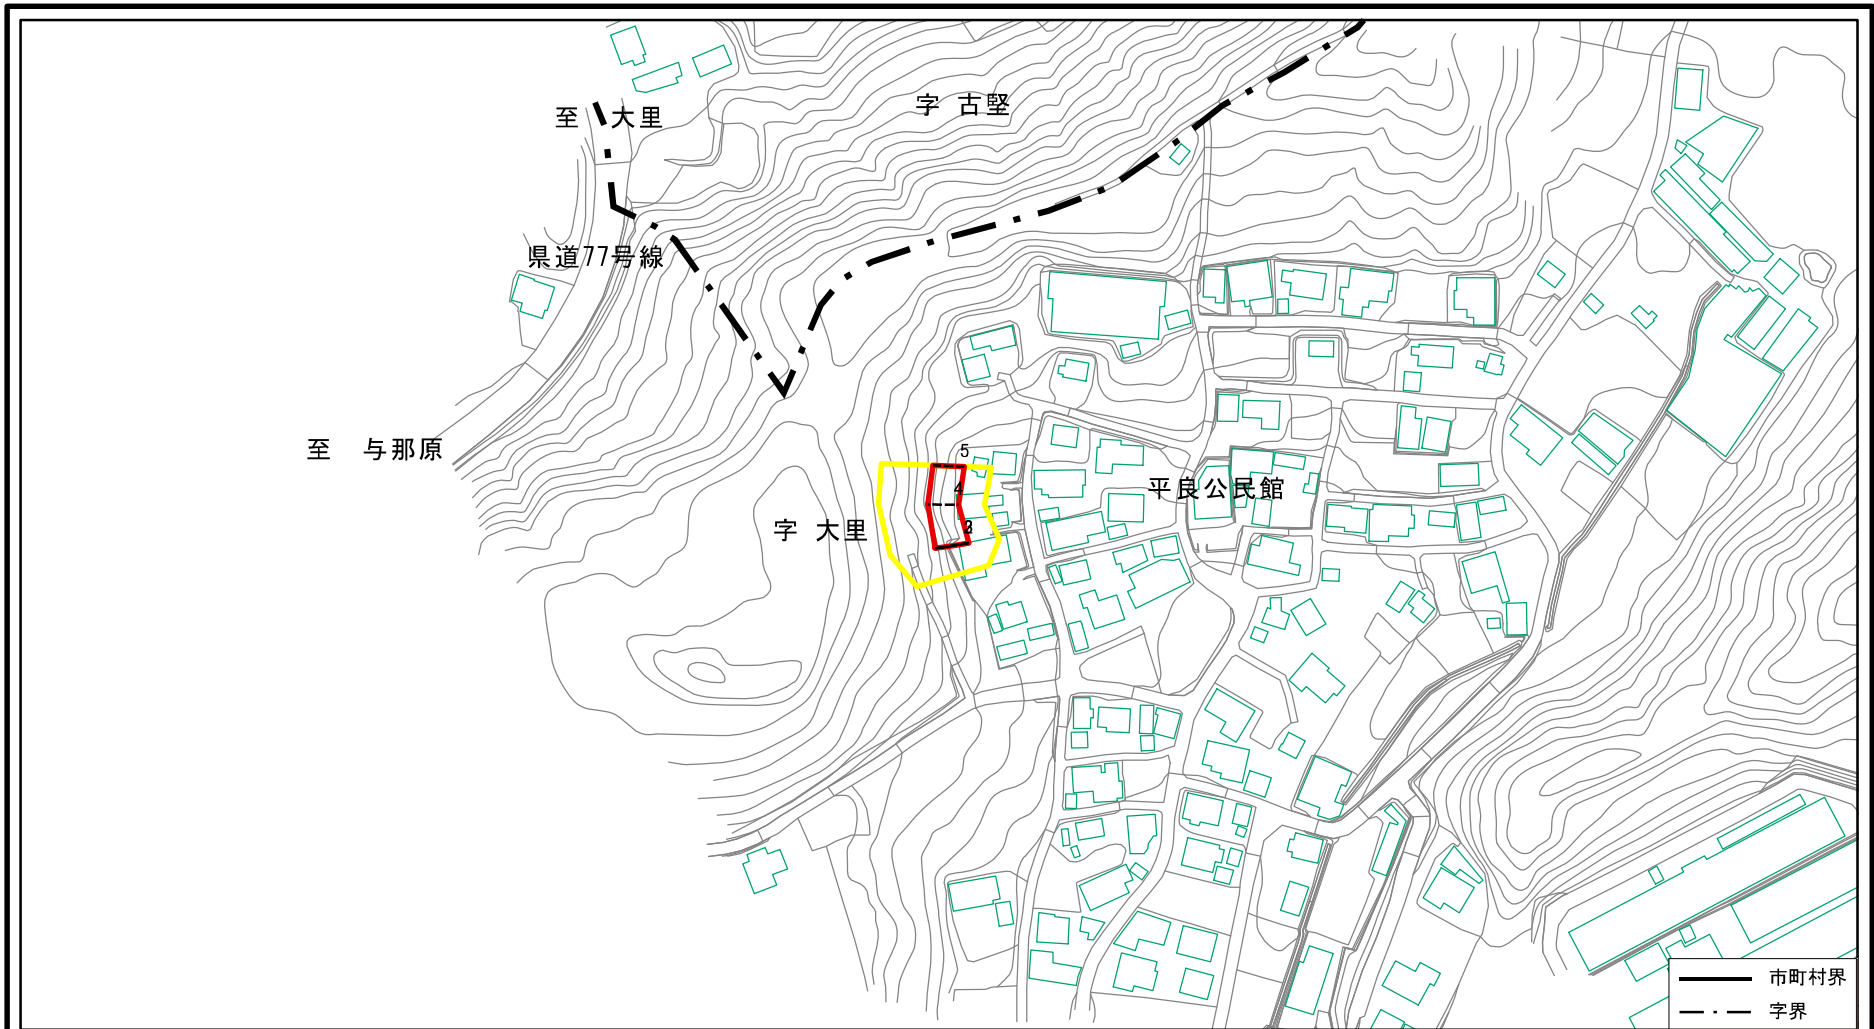 字 古堅
至 大里
県道77号線
至 与那原
5
4
平良公民館
字 大里
3
市町村界
字界